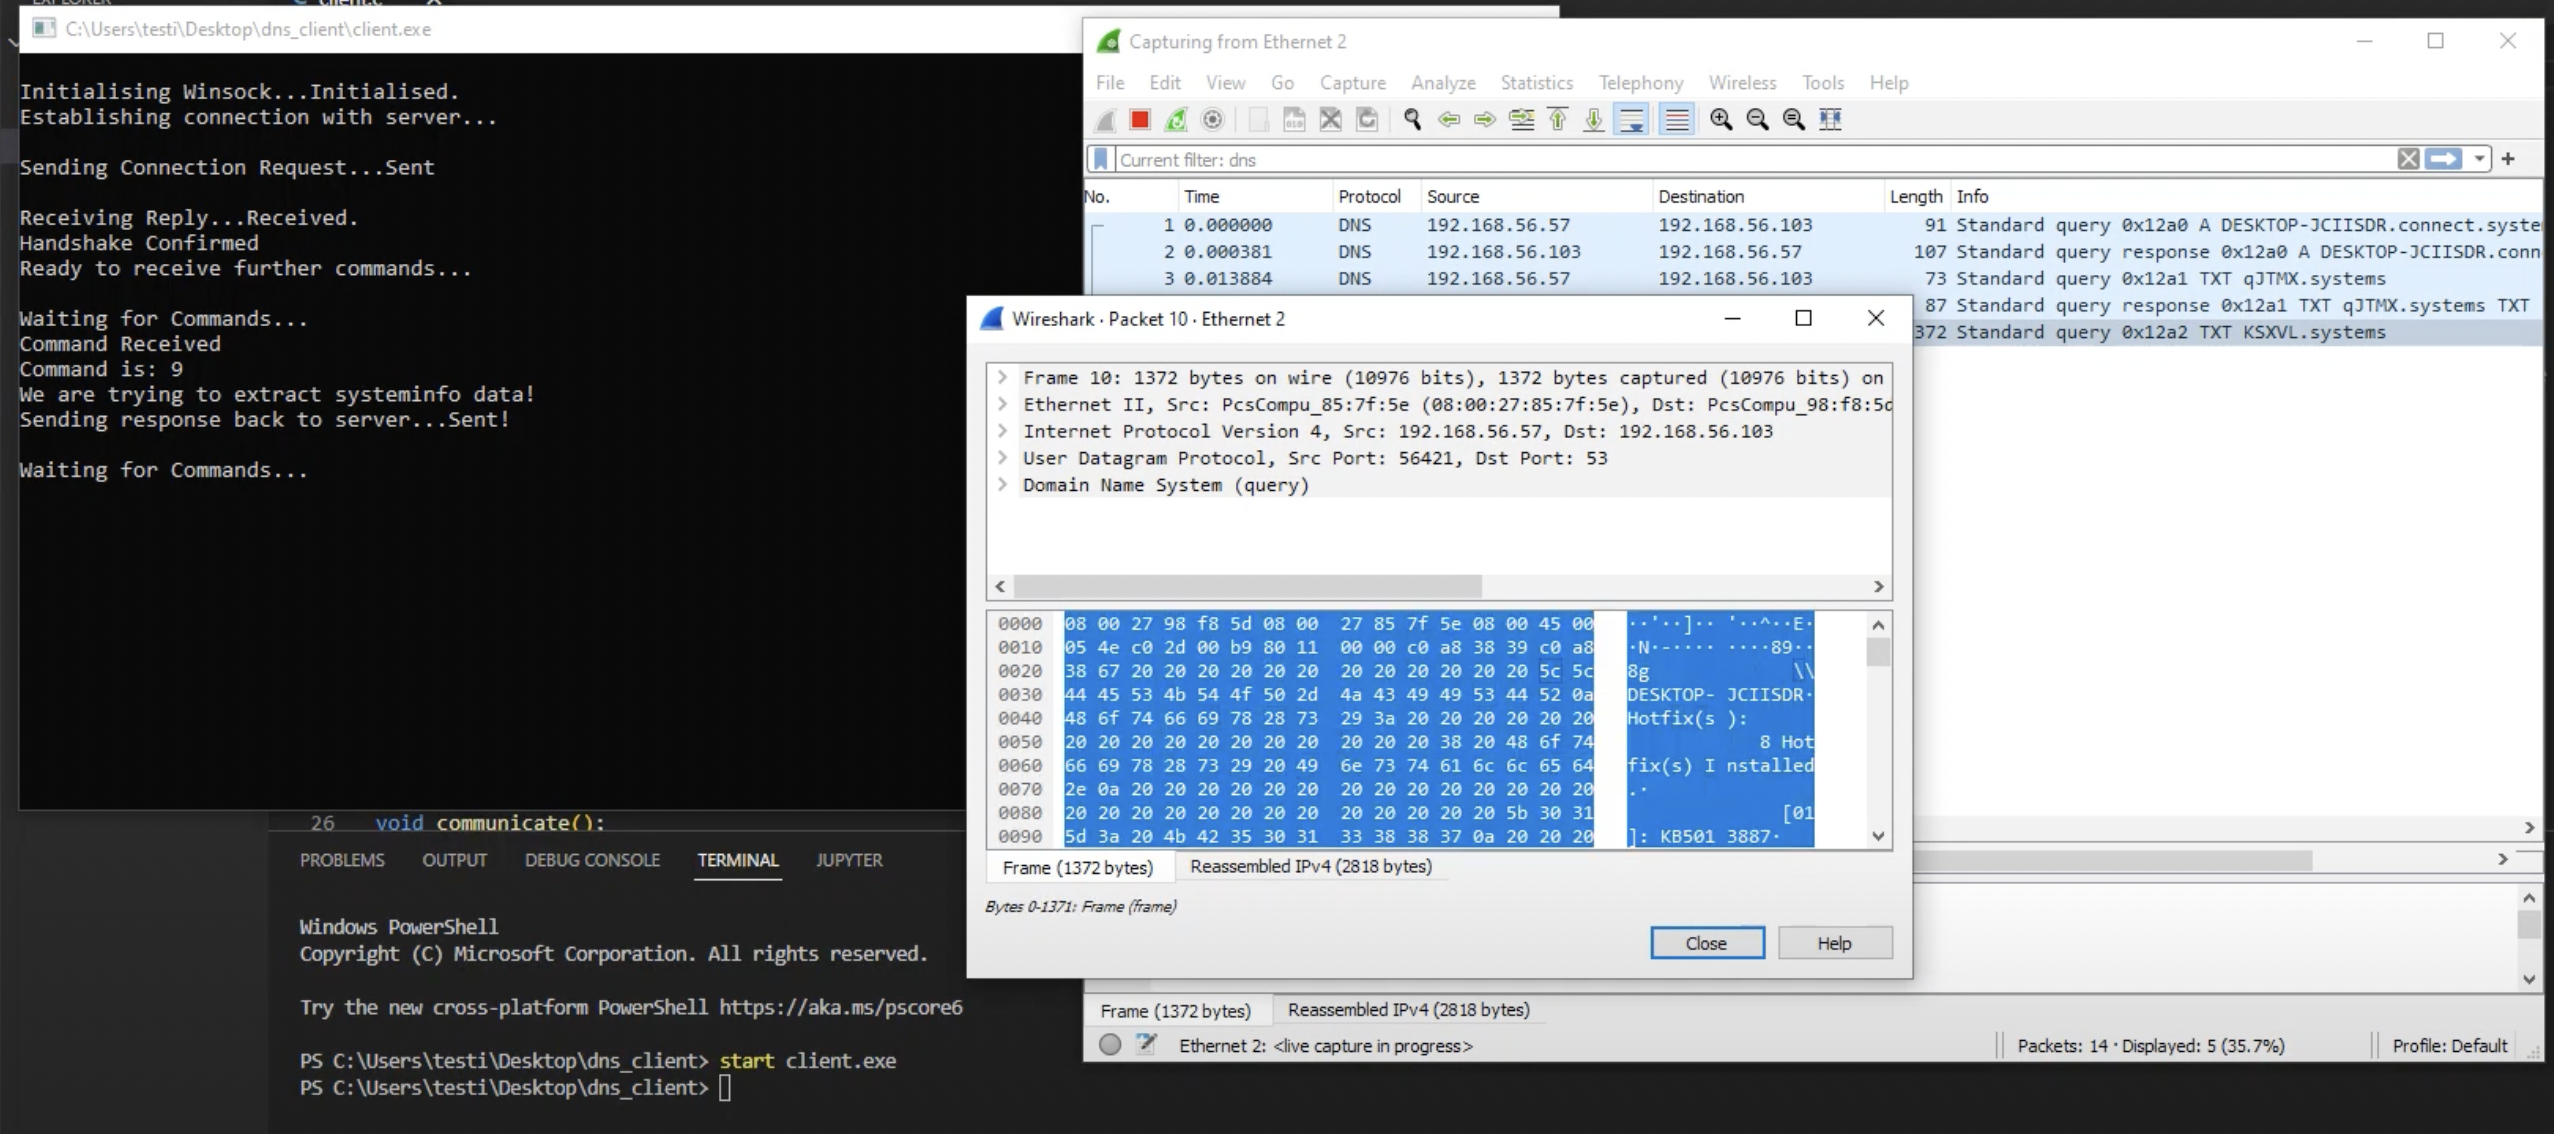 C:\Users\testi\Desktop\dns_client\client.exe
Initialising Winsock...Initialised.
Establishing connection with server...
Sending Connection Request...Sent
Receiving Reply...Received.
Handshake Confirmed
Ready to receive further commands...
Waiting for Commands...
Command Received
Command is: 9
We are trying to extract systeminfo data!
Sending response back to server...Sent!
Waiting for Commands...
26 void communicate();
PROBLEMS OUTPUT DEBUG CONSOLE TERMINAL JUPYTER
Windows PowerShell
Copyright (C) Microsoft Corporation. All rights reserved.
Try the new cross-platform PowerShell https://aka.ms/pscore6
PS C:\Users\testi\Desktop\dns_client> start client.exe
PS C:\Users\testi\Desktop\dns_client>
Capturing from Ethernet 2
File Edit View Go Capture Analyze Statistics Telephony Wireless Tools Help
Current filter: dns
No. Time Protocol Source Destination Length Info
1 0.000000 DNS 192.168.56.57 192.168.56.103 91 Standard query 0x12a0 A DESKTOP-JCIISDR.connect.syste
2 0.000381 DNS 192.168.56.103 192.168.56.57 107 Standard query response 0x12a0 A DESKTOP-JCIISDR.conn
3 0.013884 DNS 192.168.56.57 192.168.56.103 73 Standard query 0x12a1 TXT qJTMX.systems
87 Standard query response 0x12a1 TXT qJTMX.systems TXT
372 Standard query 0x12a2 TXT KSXVL.systems
Wireshark · Packet 10 · Ethernet 2
Frame 10: 1372 bytes on wire (10976 bits), 1372 bytes captured (10976 bits) on
Ethernet II, Src: PcsCompu_85:7f:5e (08:00:27:85:7f:5e), Dst: PcsCompu_98:f8:5d
Internet Protocol Version 4, Src: 192.168.56.57, Dst: 192.168.56.103
User Datagram Protocol, Src Port: 56421, Dst Port: 53
Domain Name System (query)
0000 08 00 27 98 f8 5d 08 00 27 85 7f 5e 08 00 45 00 ··'··]·· '··^··E·
0010 05 4e c0 2d 00 b9 80 11 00 00 c0 a8 38 39 c0 a8 ·N·-···· ····89··
0020 38 67 20 20 20 20 20 20 20 20 20 20 20 20 5c 5c 8g \\
0030 44 45 53 4b 54 4f 50 2d 4a 43 49 49 53 44 52 0a DESKTOP- JCIISDR·
0040 48 6f 74 66 69 78 28 73 29 3a 20 20 20 20 20 20 Hotfix(s ):
0050 20 20 20 20 20 20 20 20 20 20 20 38 20 48 6f 74 8 Hot
0060 66 69 78 28 73 29 20 49 6e 73 74 61 6c 6c 65 64 fix(s) I nstalled
0070 2e 0a 20 20 20 20 20 20 20 20 20 20 20 20 20 20 .·
0080 20 20 20 20 20 20 20 20 20 20 20 20 20 5b 30 31 [01
0090 5d 3a 20 4b 42 35 30 31 33 38 38 37 0a 20 20 20 ]: KB501 3887·
Frame (1372 bytes) Reassembled IPv4 (2818 bytes)
Bytes 0-1371: Frame (frame)
Close Help
Frame (1372 bytes) Reassembled IPv4 (2818 bytes)
Ethernet 2: <live capture in progress> Packets: 14 · Displayed: 5 (35.7%) Profile: Default